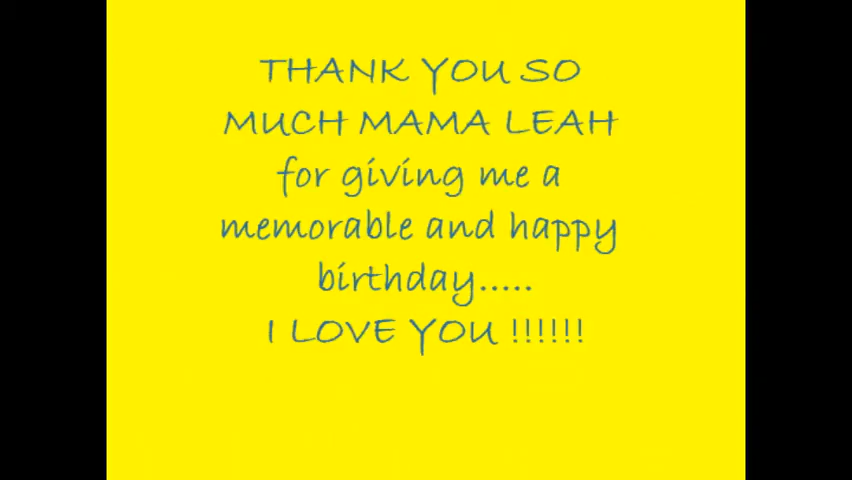 THANK YOU SO
MUCH MAMA LEAH
for giving me a
memorable and happy
birthday.....
I LOVE YOU !!!!!!